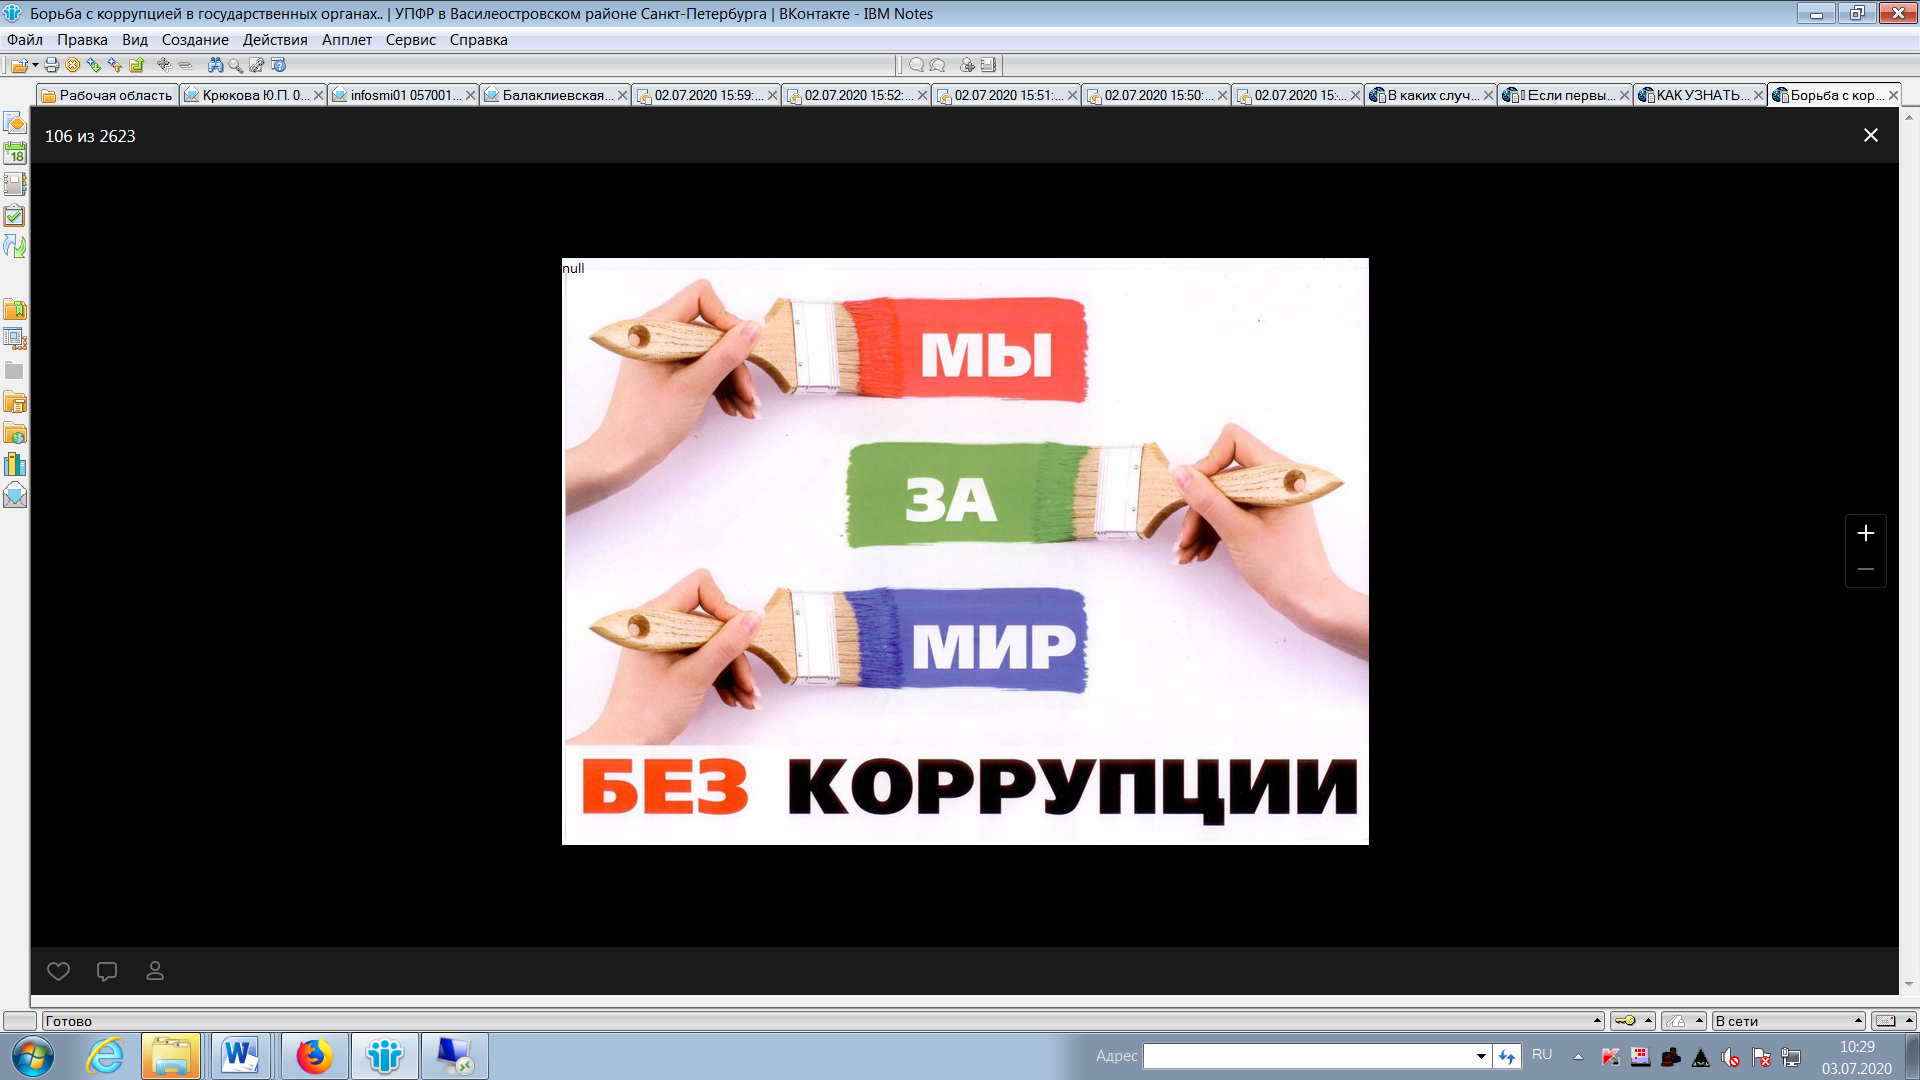 Борьба с коррупцией в государственных органах.. | УПФР в Василеостровском районе Санкт-Петербурга | ВКонтакте - IBM Notes
Файл Правка Вид Создание Действия Апплет Сервис Справка
Рабочая область Крюкова Ю.П. 0... infosmi01 057001... Балаклиевская... 02.07.2020 15:59:... 02.07.2020 15:52:... 02.07.2020 15:51:... 02.07.2020 15:50:... 02.07.2020 15:... В каких случ... Если первы... КАК УЗНАТЬ... Борьба с кор...
18
106 из 2623
null
МЫ
ЗА
МИР
БЕЗ КОРРУПЦИИ
Готово
В сети
Адрес
RU
10:29
03.07.2020